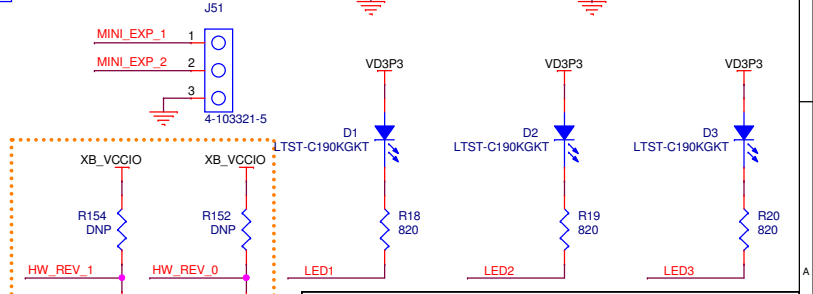 J51
MINI_EXP_1 1
MINI_EXP_2 2
3
4-103321-5
VD3P3 VD3P3 VD3P3
D1 D2 D3
LTST-C190KGKT LTST-C190KGKT LTST-C190KGKT
XB_VCCIO XB_VCCIO
R154 R152 R18 R19 R20
DNP DNP 820 820 820
HW_REV_1 HW_REV_0 LED1 LED2 LED3
A